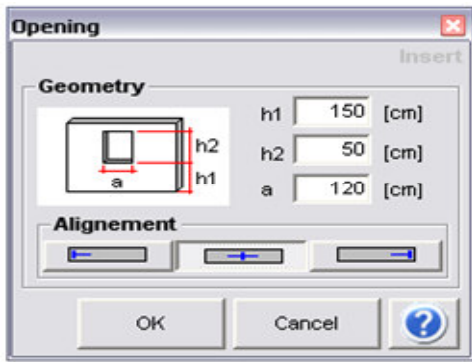 Opening
Insert
Geometry
h1 150 [cm]
h2 50 [cm]
a 120 [cm]
h2
h1
a
Alignement
OK Cancel ?